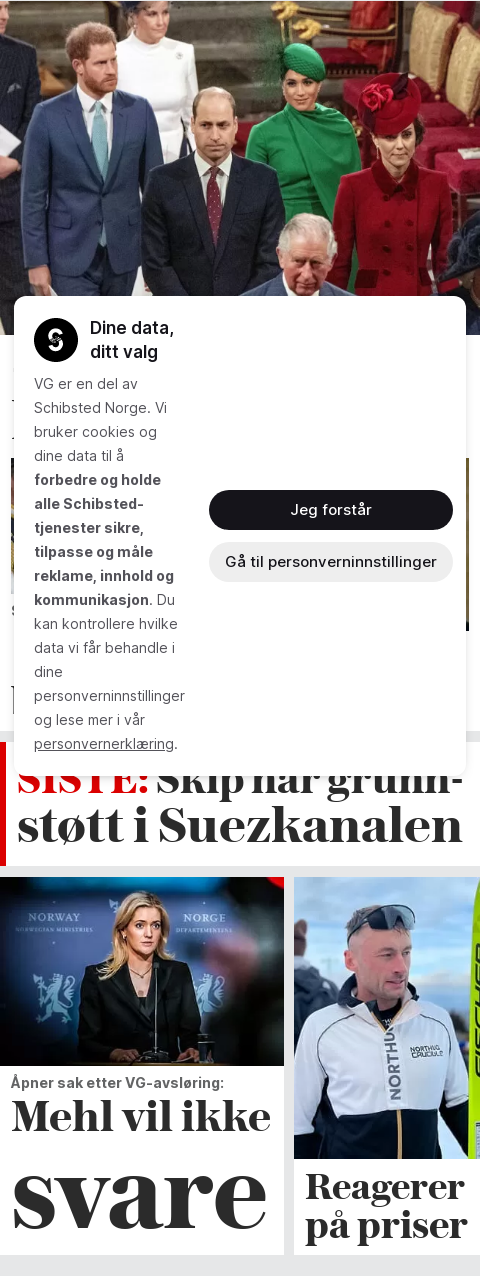 Dine data,
ditt valg
VG er en del av
Schibsted Norge. Vi
bruker cookies og
dine data til å
forbedre og holde
alle Schibsted-
tjenester sikre,
tilpasse og måle
reklame, innhold og
kommunikasjon. Du
kan kontrollere hvilke
data vi får behandle i
dine
personverninnstillinger
og lese mer i vår
personvernerklæring.
Jeg forstår
Gå til personverninnstillinger
SISTE: Skip har grunn-
støtt i Suezkanalen
NORWAY
NORWEGIAN MINISTRIES
NORGE
DEPARTEMENTENE
Åpner sak etter VG-avsløring:
Mehl vil ikke
svare
NORTHUG
FISCHER
Reagerer
på priser